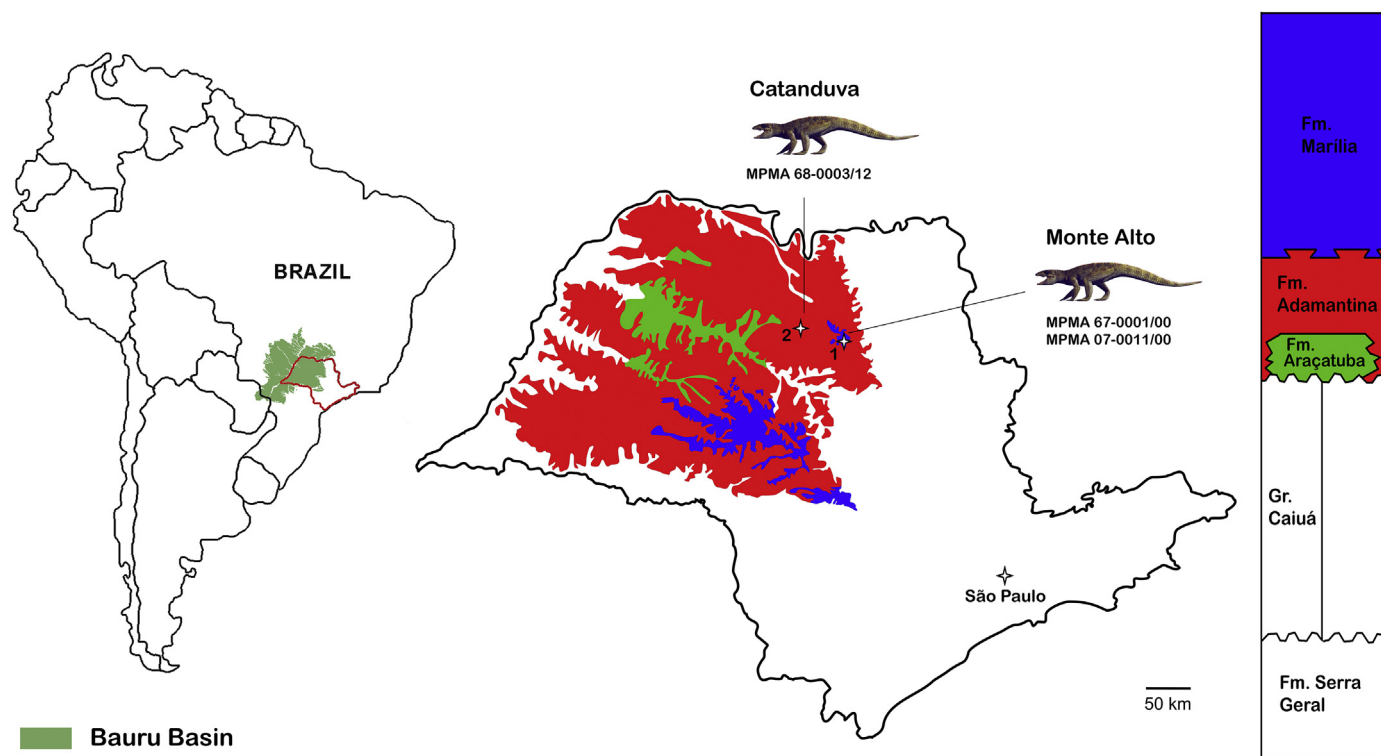 BRAZIL
Bauru Basin
Catanduva
MPMA 68-0003/12
Monte Alto
MPMA 67-0001/00
MPMA 07-0011/00
2
1
São Paulo
50 km
Fm.
Marília
Fm.
Adamantina
Fm.
Araçatuba
Gr.
Caiuá
Fm. Serra
Geral